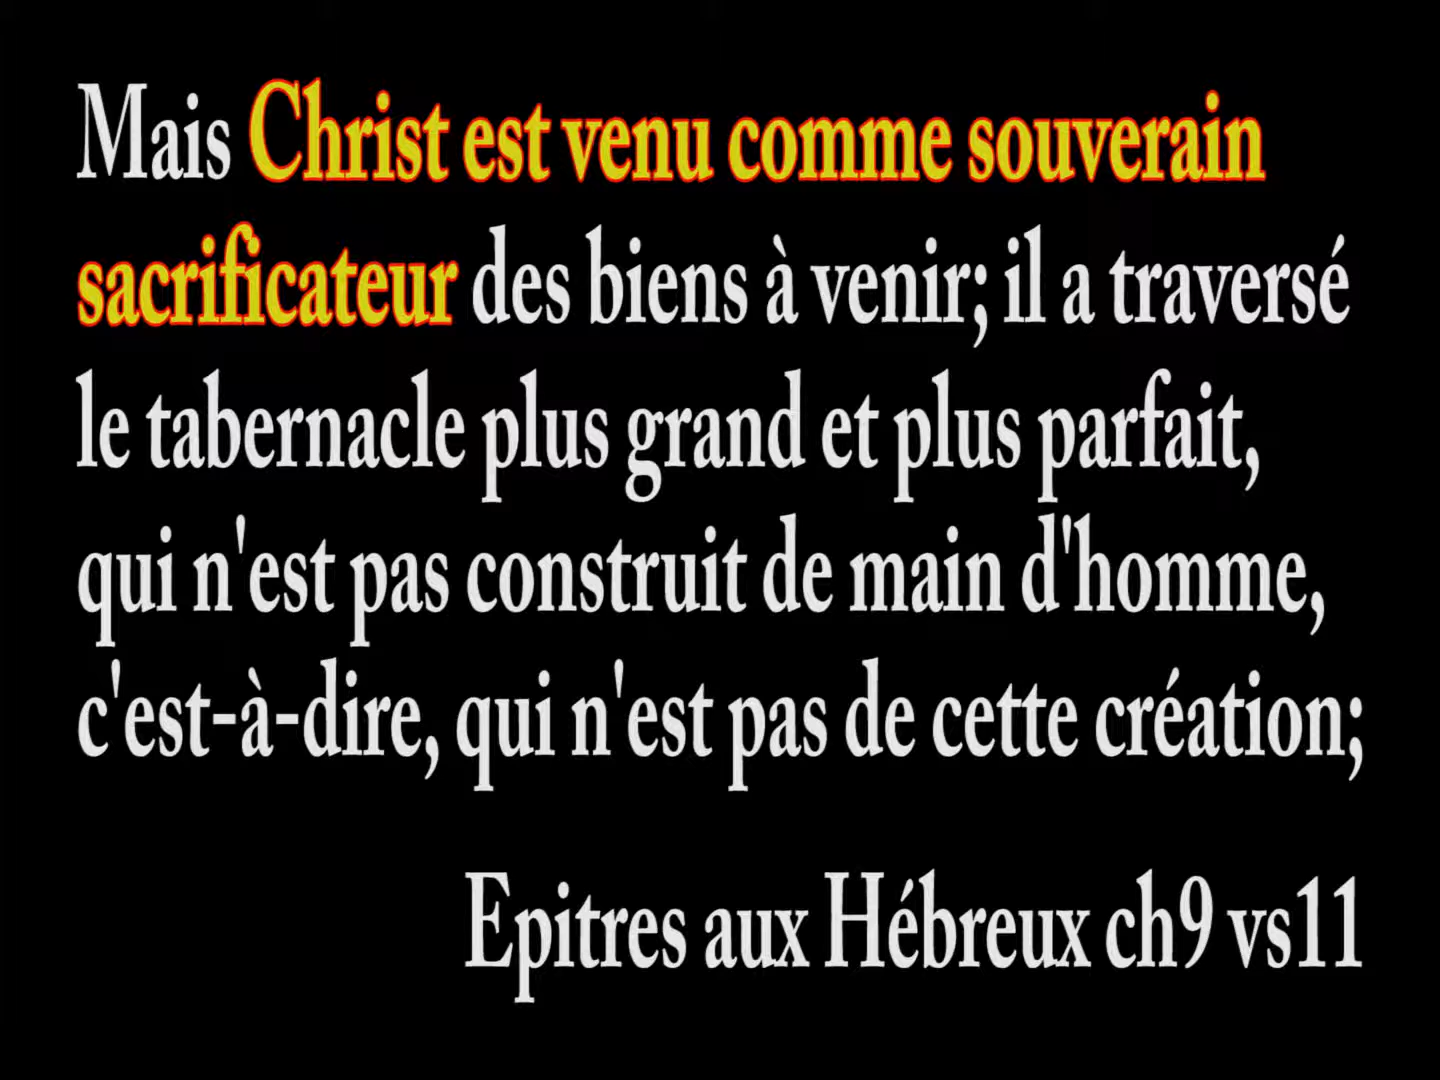 Mais Christ est venu comme souverain
sacrificateur des biens à venir; il a traversé
le tabernacle plus grand et plus parfait,
qui n'est pas construit de main d'homme,
c'est-à-dire, qui n'est pas de cette création;
Epitres aux Hébreux ch9 vs11